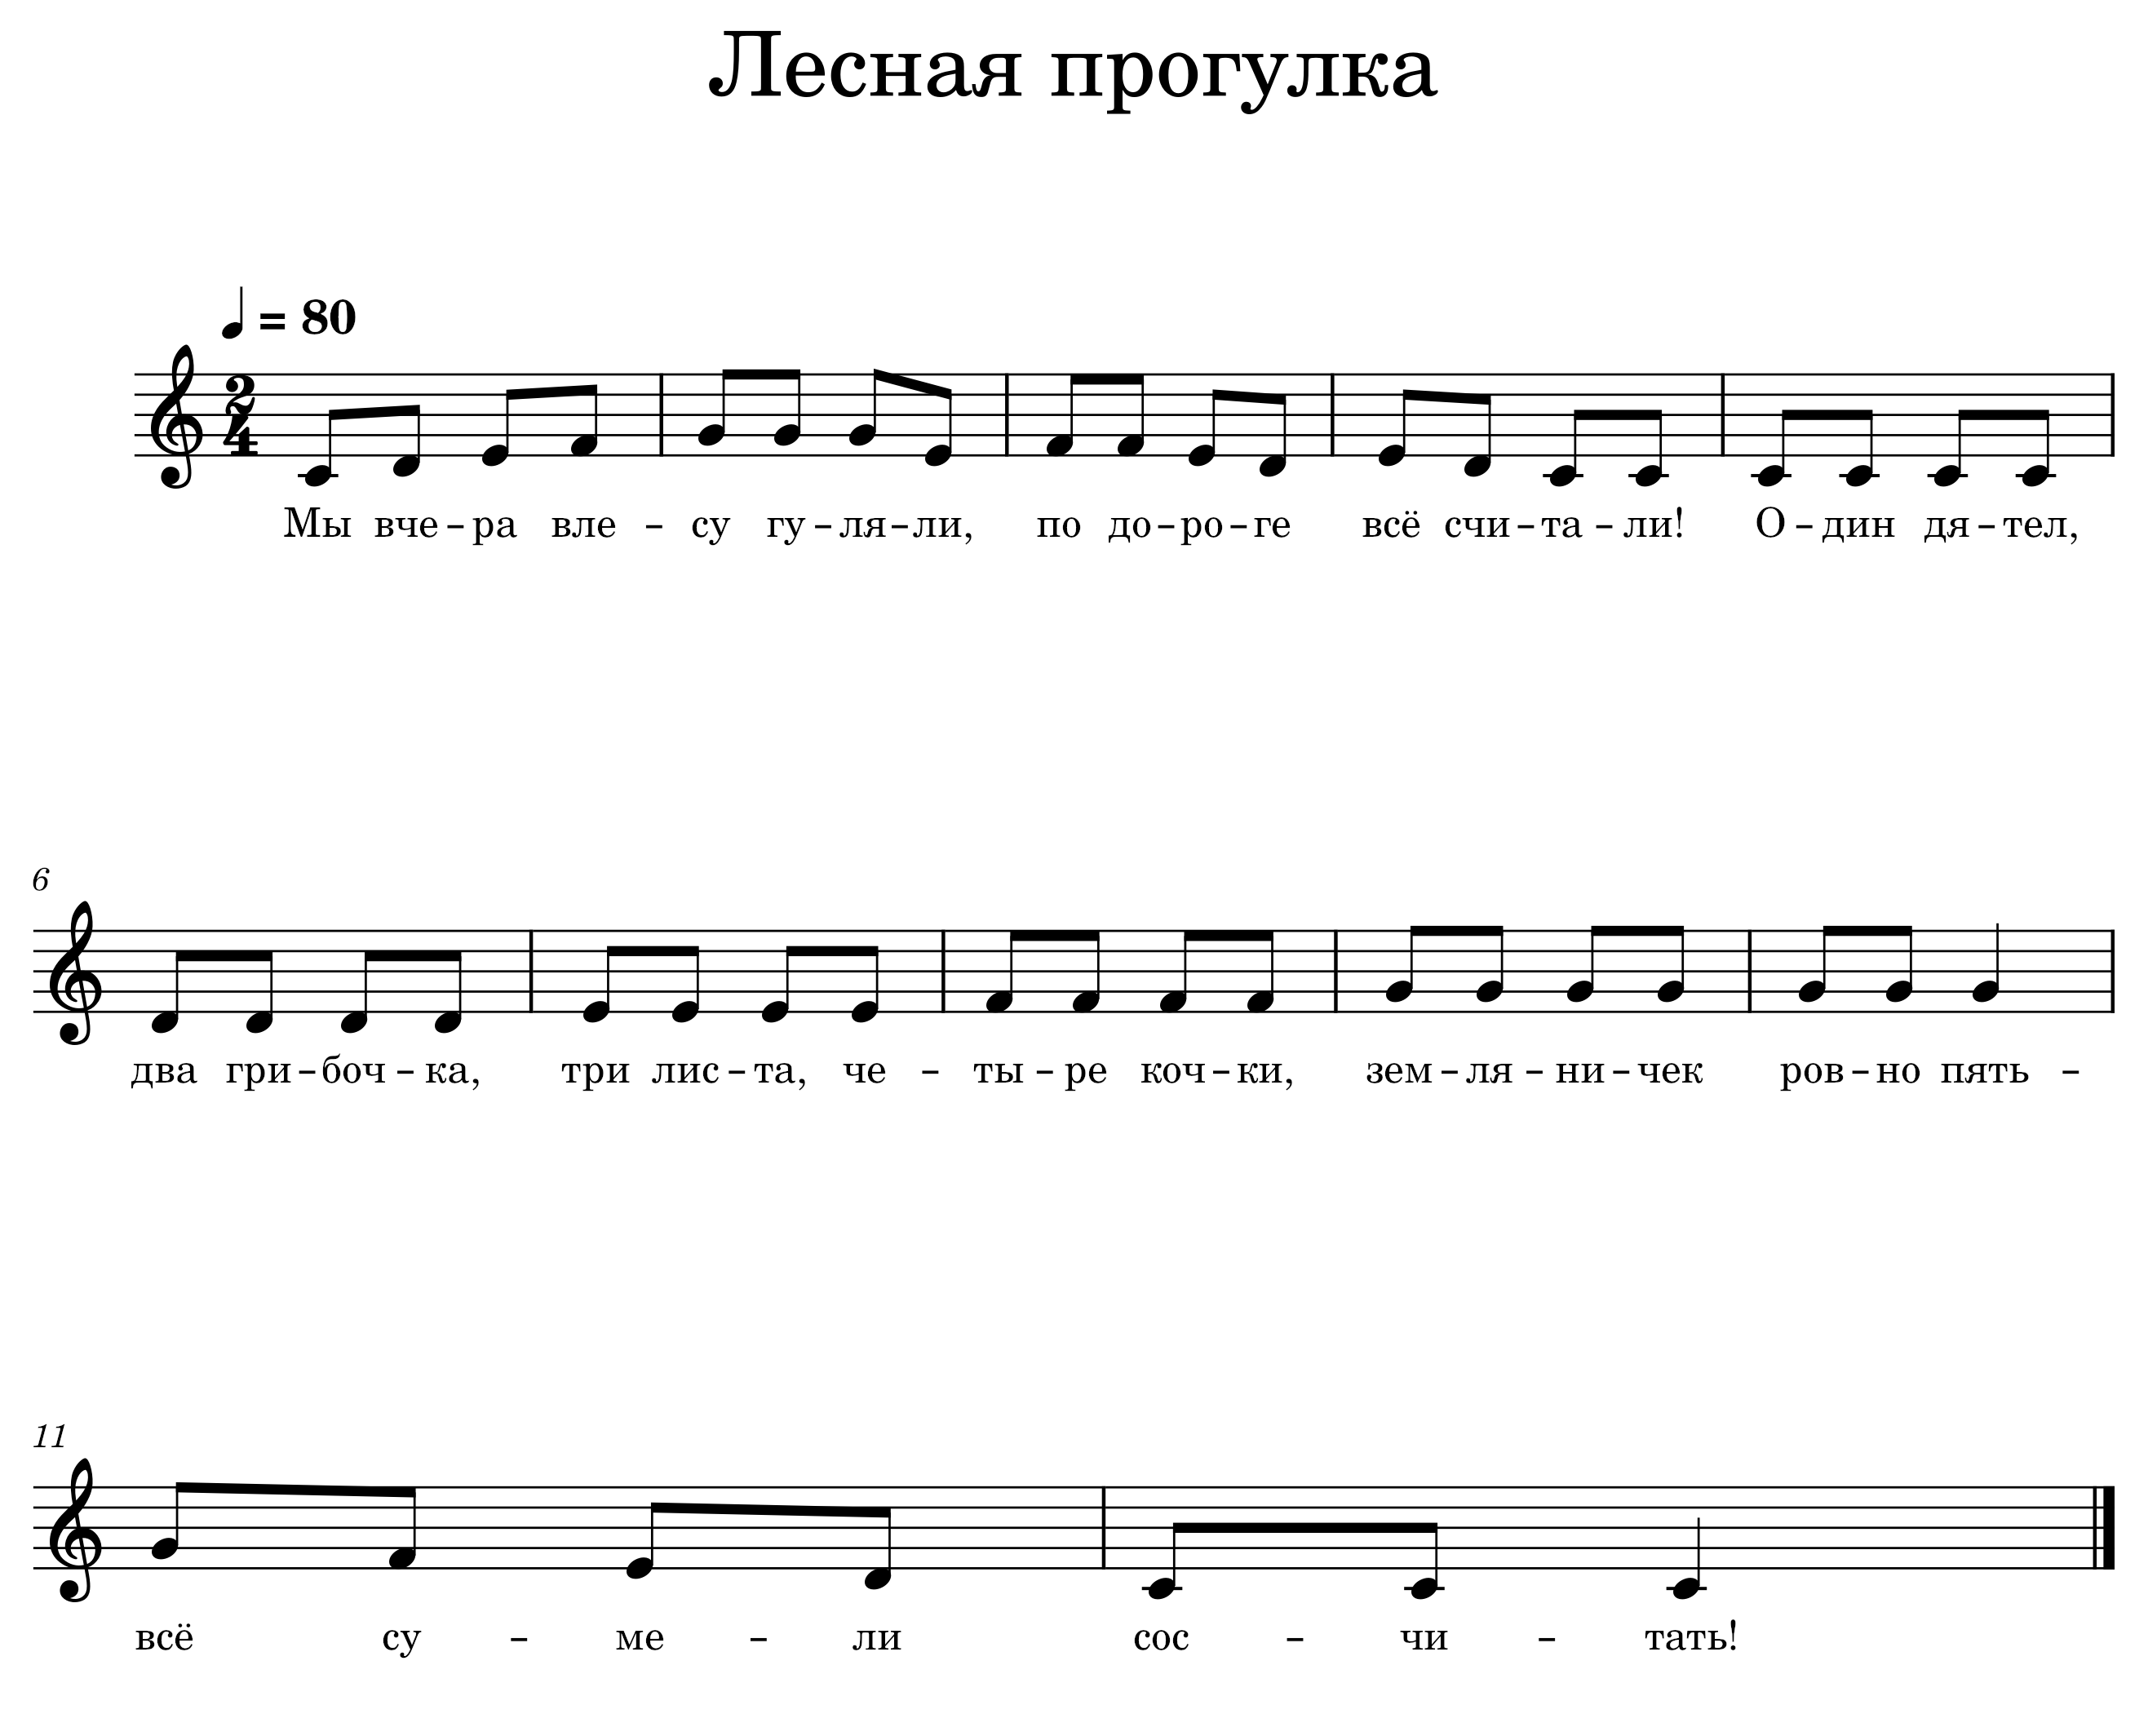 Лесная прогулка
= 80
2
4
Мы вче – ра вле – су гу – ля – ли, по до – ро – ге всё счи – та – ли! О – дин дя – тел,
6
два гри – боч – ка, три лис – та, че – ты – ре коч – ки, зем – ля – ни – чек ров – но пять –
11
всё су – ме – ли сос – чи – тать!